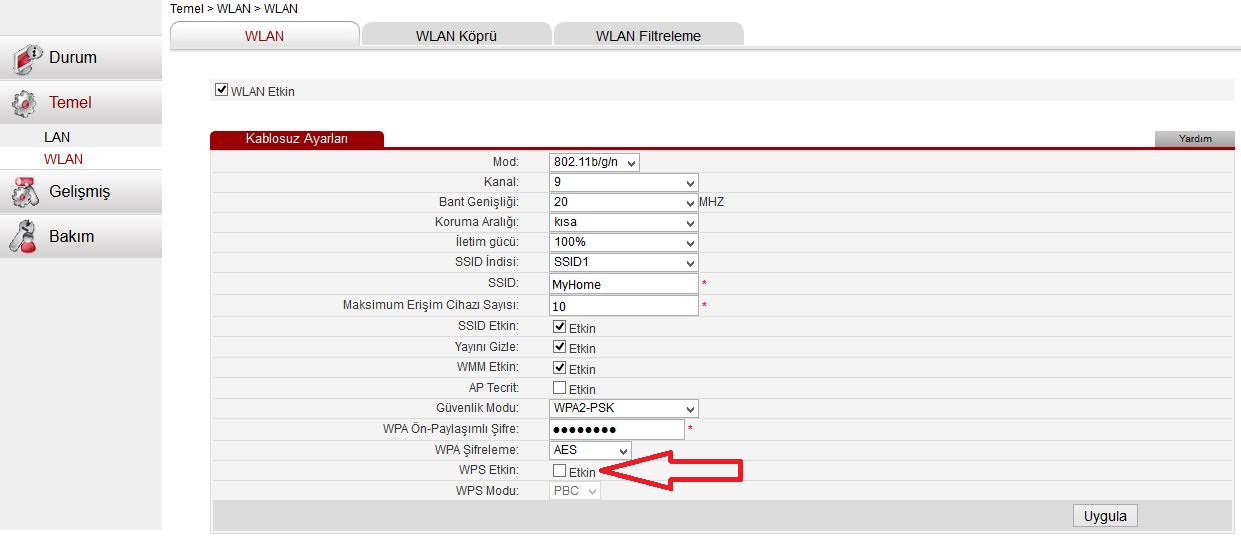 Temel > WLAN > WLAN
WLAN
WLAN Köprü
WLAN Filtreleme
Durum
Temel
LAN
WLAN
Gelişmiş
Bakım
WLAN Etkin
Kablosuz Ayarları
Yardım
Mod: 802.11b/g/n
Kanal: 9
Bant Genişliği: 20 MHZ
Koruma Aralığı: kısa
İletim gücü: 100%
SSID İndisi: SSID1
SSID: MyHome *
Maksimum Erişim Cihazı Sayısı: 10 *
SSID Etkin: Etkin
Yayını Gizle: Etkin
WMM Etkin: Etkin
AP Tecrit: Etkin
Güvenlik Modu: WPA2-PSK
WPA Ön-Paylaşımlı Şifre: ●●●●●●●● *
WPA Şifreleme: AES
WPS Etkin: Etkin
WPS Modu: PBC
Uygula